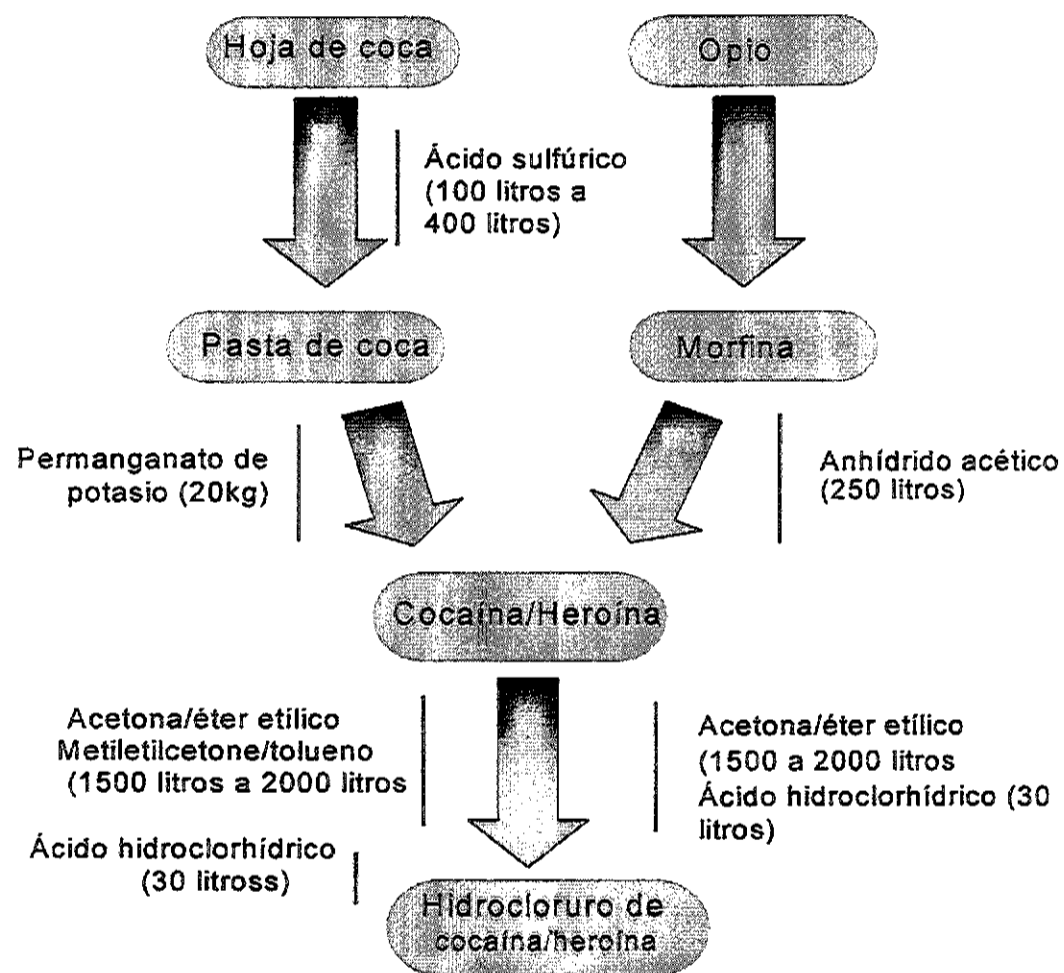 Hoja de coca
Opio
Ácido sulfúrico
(100 litros a
400 litros)
Pasta de coca
Morfina
Permanganato de
potasio (20kg)
Anhídrido acético
(250 litros)
Cocaína/Heroína
Acetona/éter etílico
Metiletilcetone/tolueno
(1500 litros a 2000 litros
Acetona/éter etílico
(1500 a 2000 litros
Ácido hidroclorhídrico (30
litros)
Ácido hidroclorhídrico
(30 litross)
Hidrocloruro de
cocaína/heroína